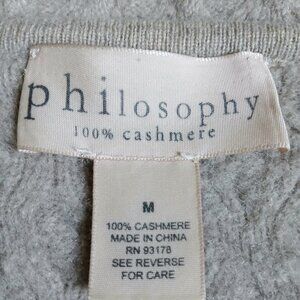 philosophy
100% cashmere
M
100% CASHMERE
MADE IN CHINA
RN 93178
SEE REVERSE
FOR CARE